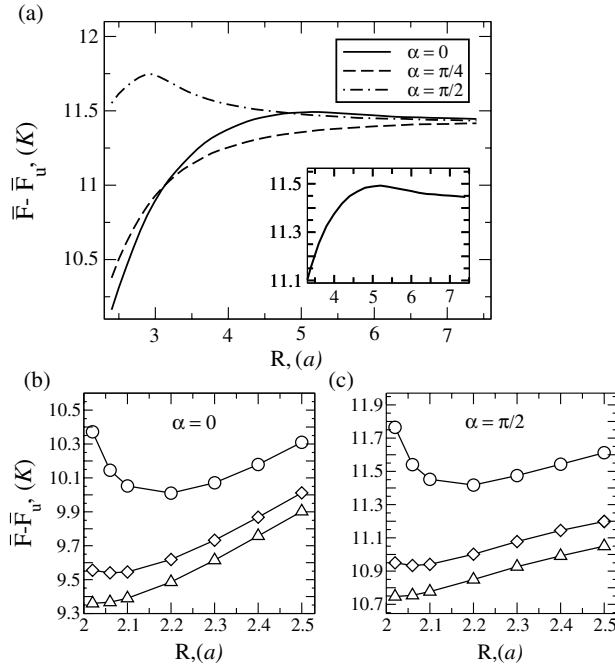 (a)
12
11.5
11
10.5
F̅ - F̅ᵤ, (K)
α = 0
α = π/4
α = π/2
11.5
11.3
11.1
4 5 6 7
3 4 5 6 7
R, (a)
(b)
10.5
10.3
10.1
9.9
9.7
9.5
9.3
F̅-F̅ᵤ, (K)
α = 0
2 2.1 2.2 2.3 2.4 2.5
R,(a)
(c)
11.9
11.7
11.5
11.3
11.1
10.9
10.7
α = π/2
2 2.1 2.2 2.3 2.4 2.5
R,(a)